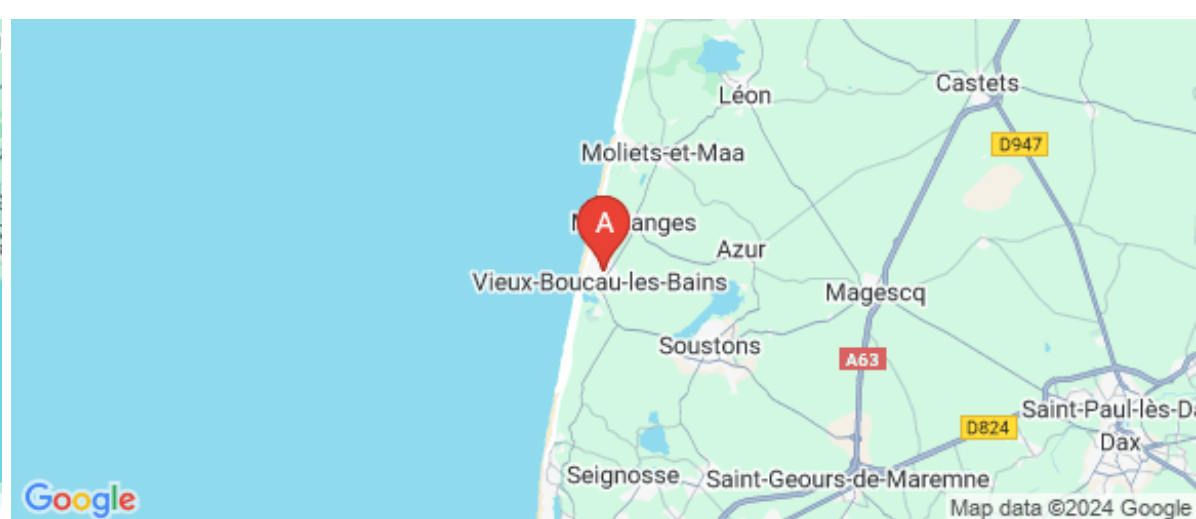 Léon
Castets
D947
Moliets-et-Maa
A
anges
Azur
Vieux-Boucau-les-Bains
Magescq
Soustons
A63
Saint-Paul-lès-Da
D824
Dax
Seignosse
Saint-Geours-de-Maremne
Google
Map data ©2024 Google